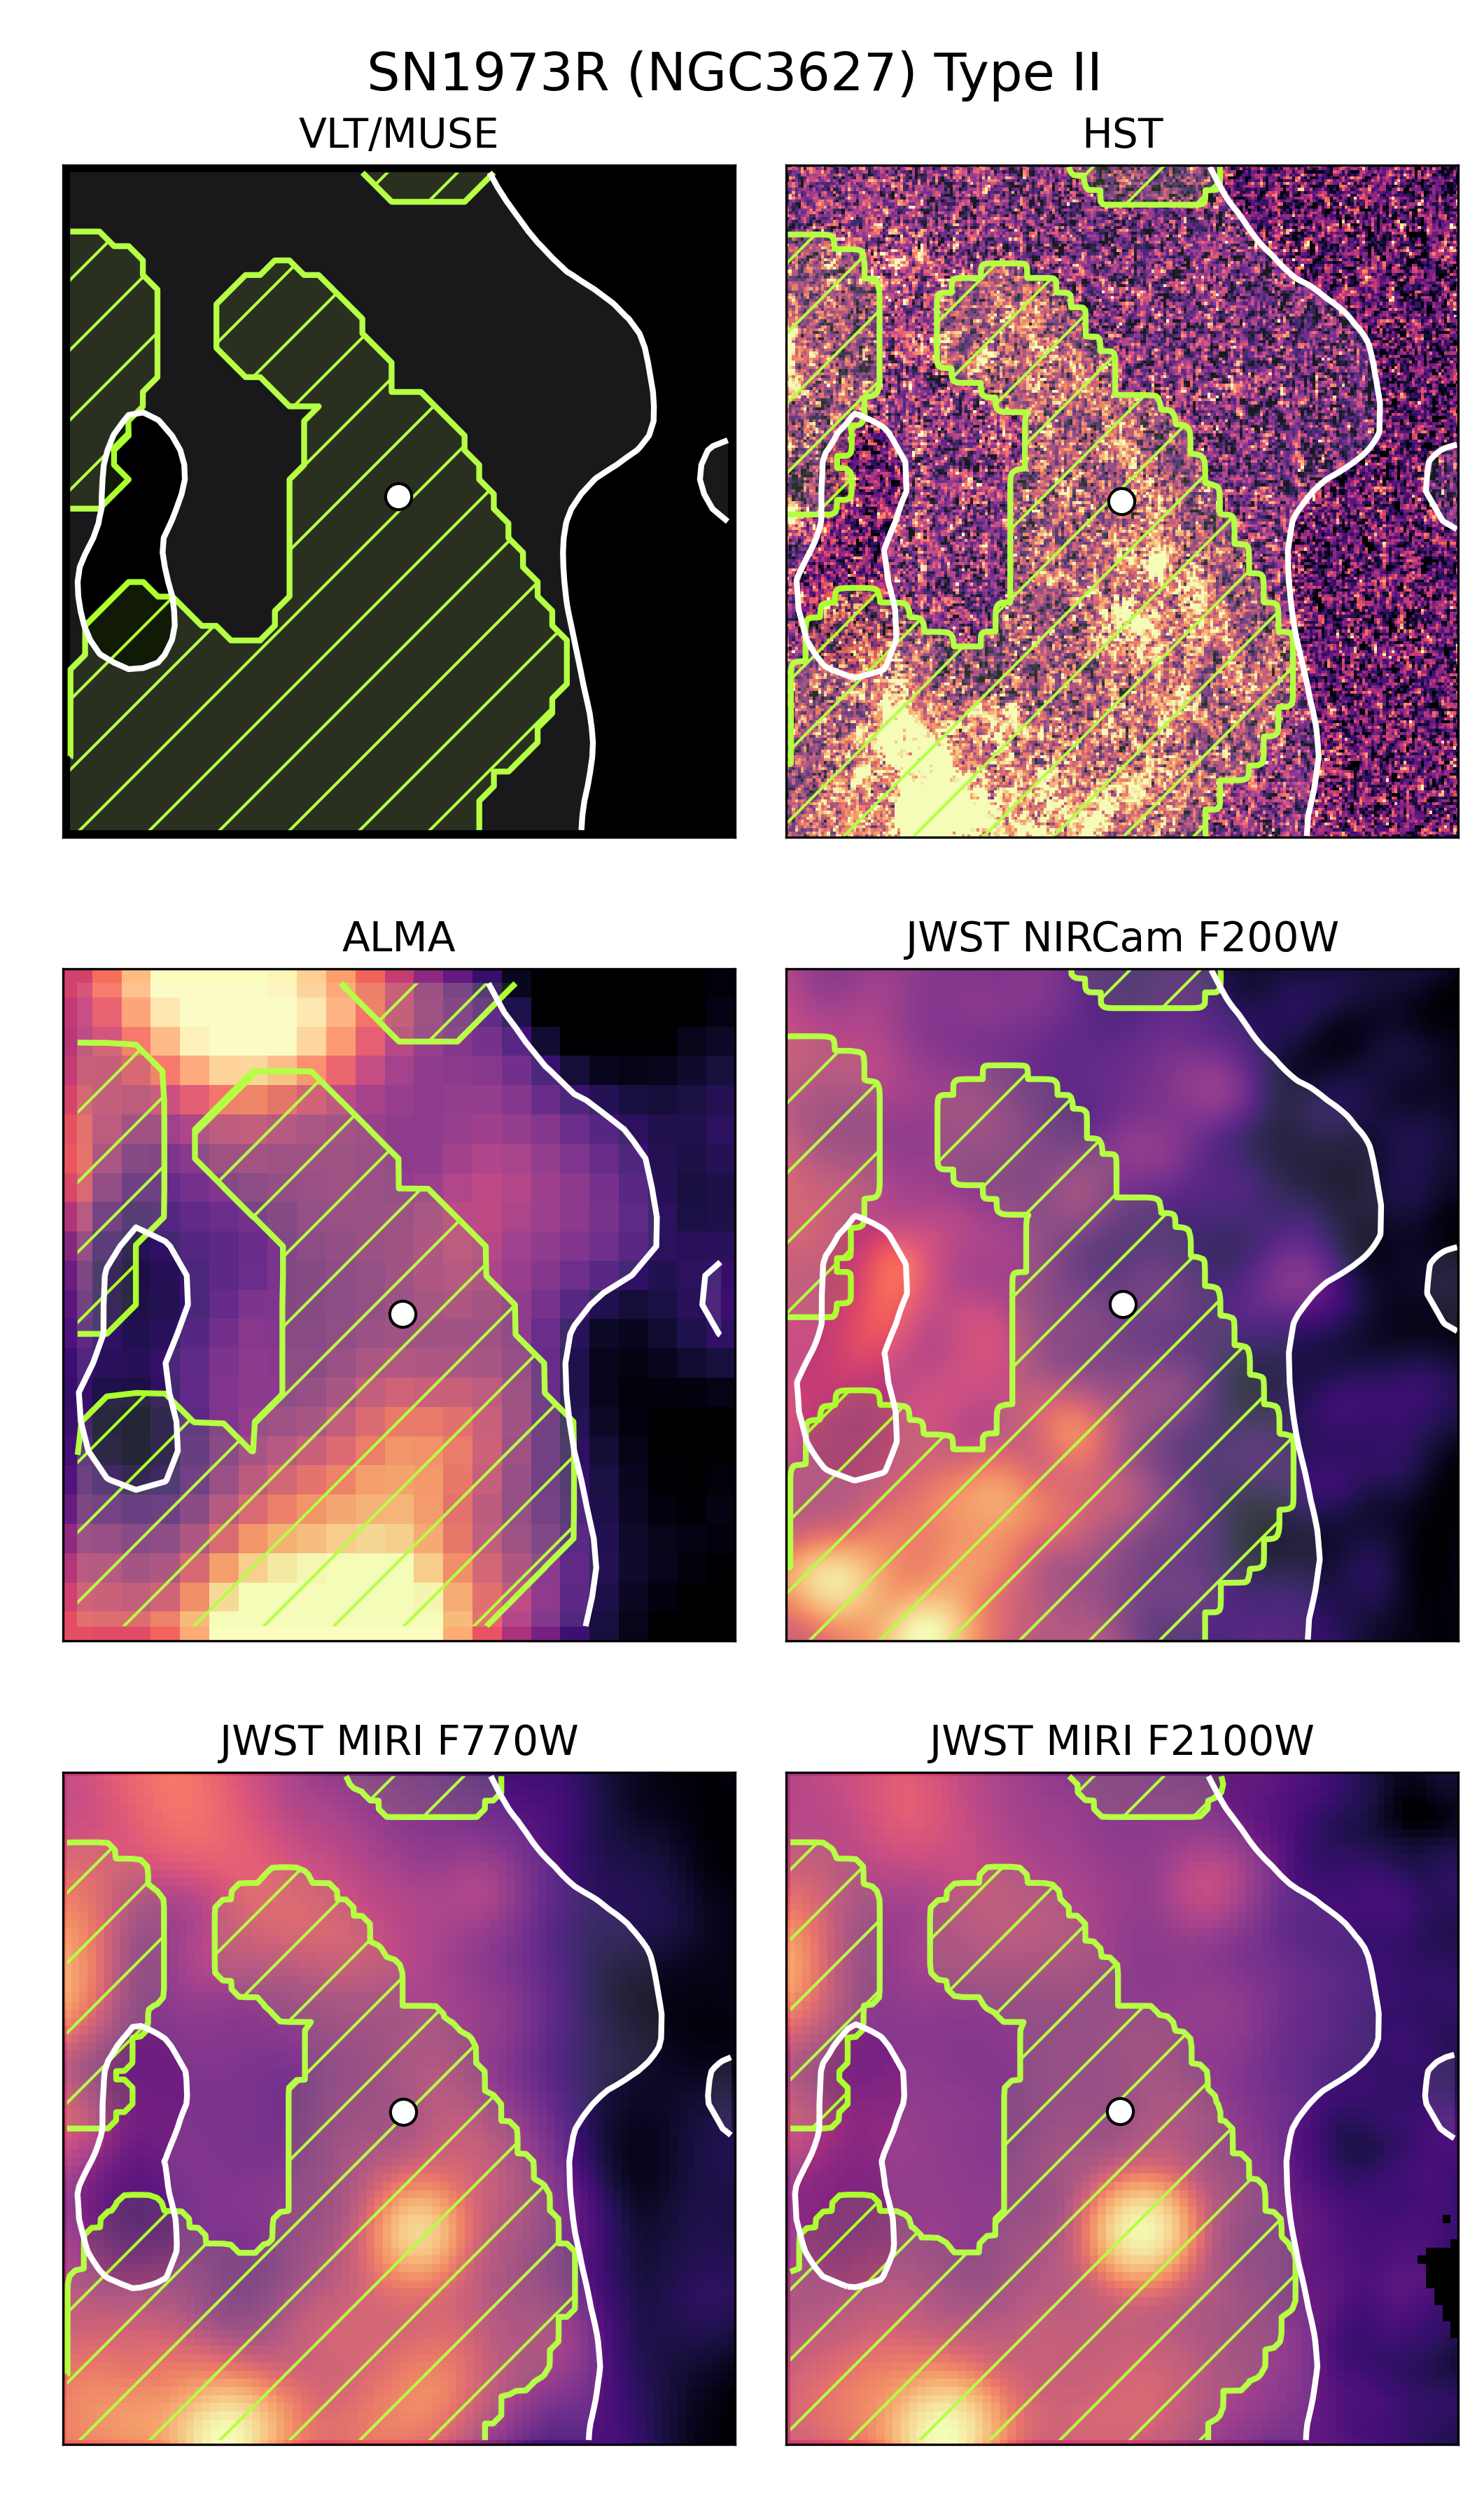 SN1973R (NGC3627) Type II
VLT/MUSE
HST
ALMA
JWST NIRCam F200W
JWST MIRI F770W
JWST MIRI F2100W